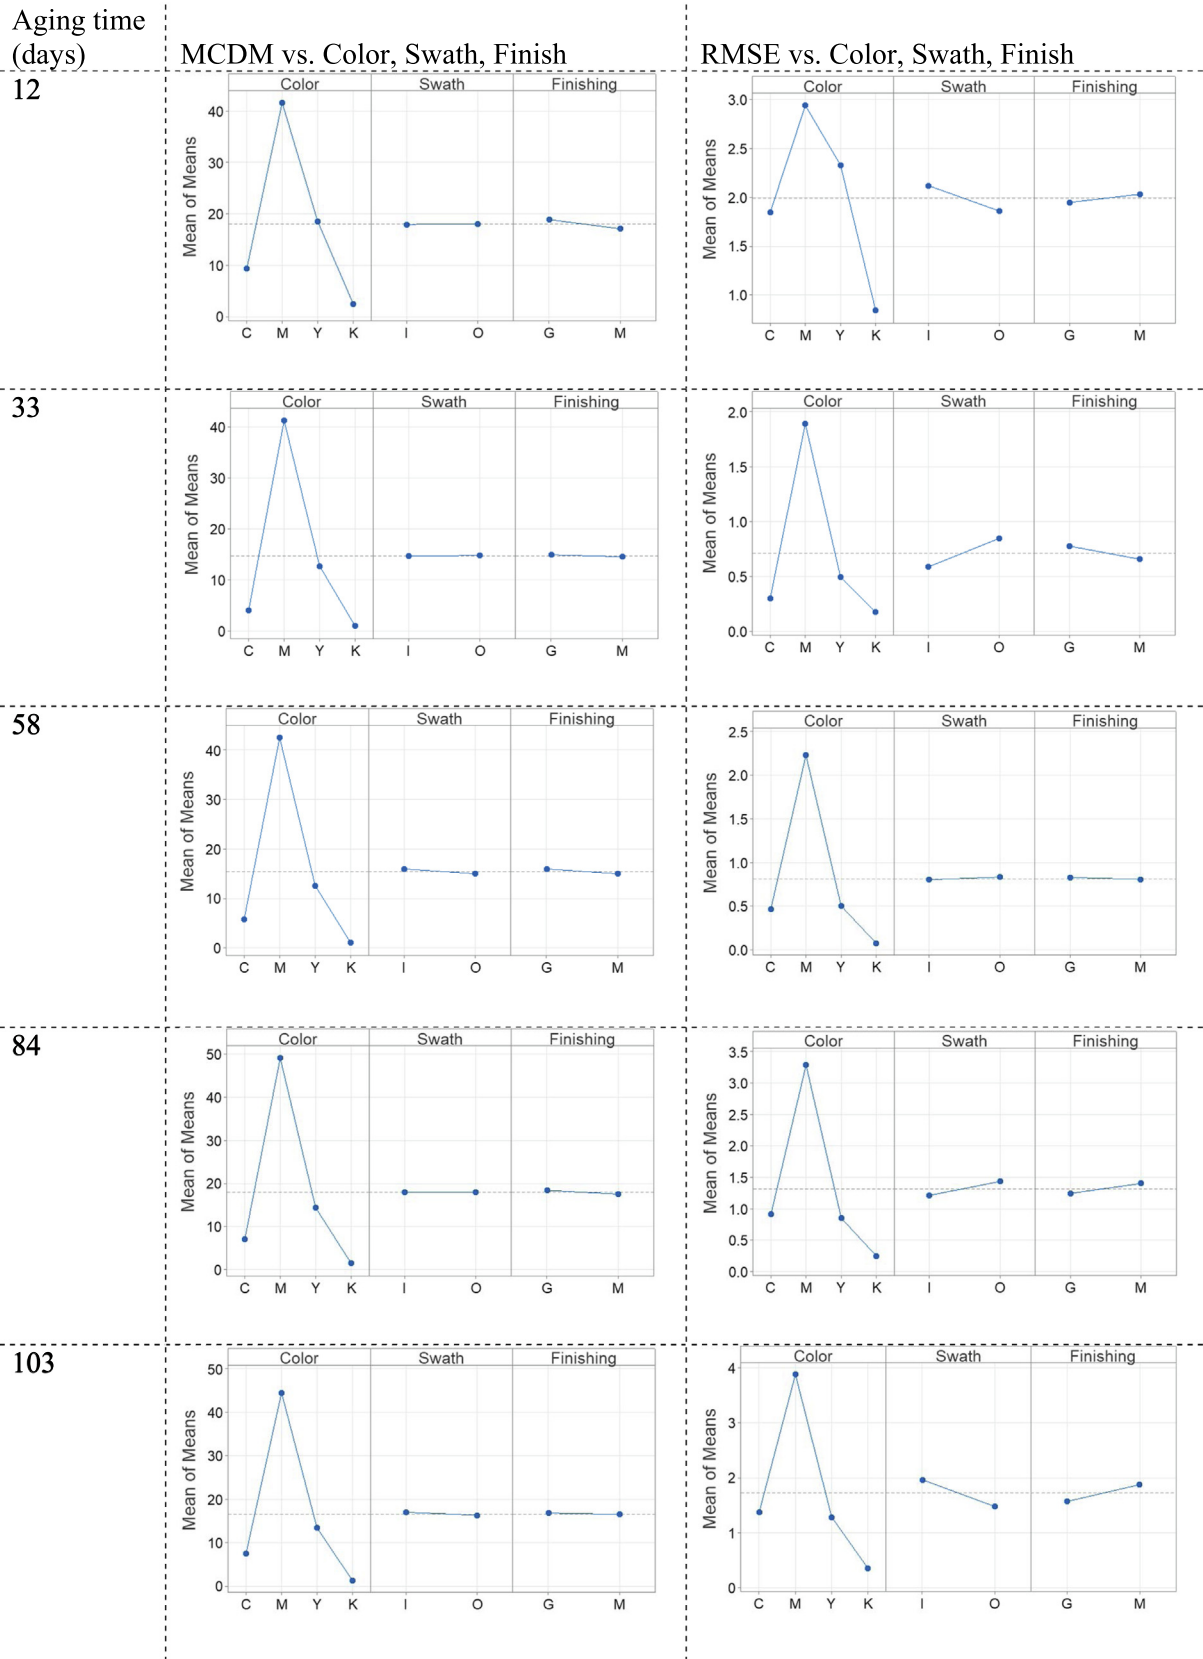 Aging time
(days)
MCDM vs. Color, Swath, Finish
RMSE vs. Color, Swath, Finish
12
Color Swath Finishing
Mean of Means
40
30
20
10
0
C M Y K I O G M
Color Swath Finishing
Mean of Means
3.0
2.5
2.0
1.5
1.0
C M Y K I O G M
33
Color Swath Finishing
Mean of Means
40
30
20
10
0
C M Y K I O G M
Color Swath Finishing
Mean of Means
2.0
1.5
1.0
0.5
0.0
C M Y K I O G M
58
Color Swath Finishing
Mean of Means
40
30
20
10
0
C M Y K I O G M
Color Swath Finishing
Mean of Means
2.5
2.0
1.5
1.0
0.5
0.0
C M Y K I O G M
84
Color Swath Finishing
Mean of Means
50
40
30
20
10
0
C M Y K I O G M
Color Swath Finishing
Mean of Means
3.5
3.0
2.5
2.0
1.5
1.0
0.5
0.0
C M Y K I O G M
103
Color Swath Finishing
Mean of Means
50
40
30
20
10
0
C M Y K I O G M
Color Swath Finishing
Mean of Means
4
3
2
1
0
C M Y K I O G M